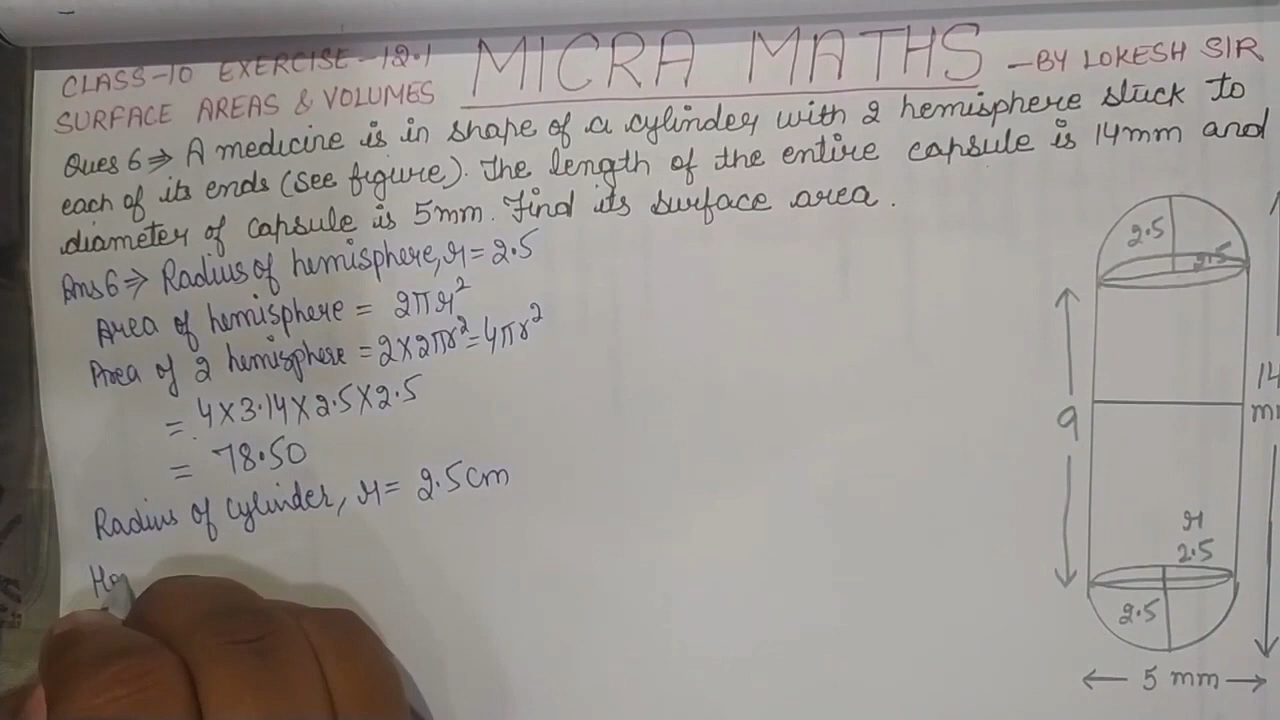 CLASS-10 EXERCISE-12.1
SURFACE AREAS & VOLUMES
MICRA MATHS
-BY LOKESH SIR
Ques 6⇒ A medicine is in shape of a cylinder with 2 hemisphere stuck to
each of its ends (see figure). The length of the entire capsule is 14mm and
diameter of capsule is 5mm. Find its surface area.
Ans 6⇒ Radius of hemisphere, r = 2.5
Area of hemisphere = 2πr²
Area of 2 hemisphere = 2×2πr² = 4πr²
= 4×3.14×2.5×2.5
= 78.50
Radius of cylinder, r = 2.5cm
2.5
2.5
9
14
m
r
2.5
2.5
5 mm